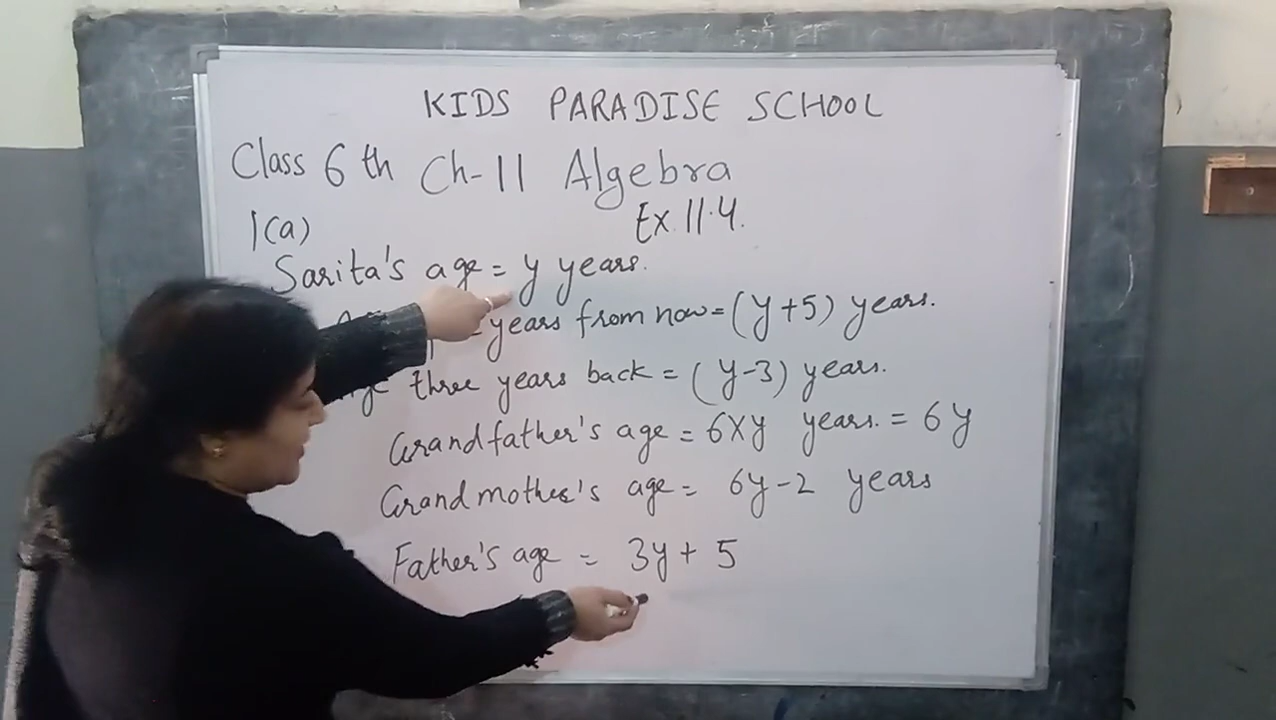 KIDS PARADISE SCHOOL
Class 6 th Ch-11 Algebra
Ex. 11.4.
1(a)
Sarita's age = y years.
years from now = (y+5) years.
three years back = (y-3) years.
Grandfather's age = 6xy years. = 6y
Grandmother's age = 6y-2 years
Father's age = 3y+ 5